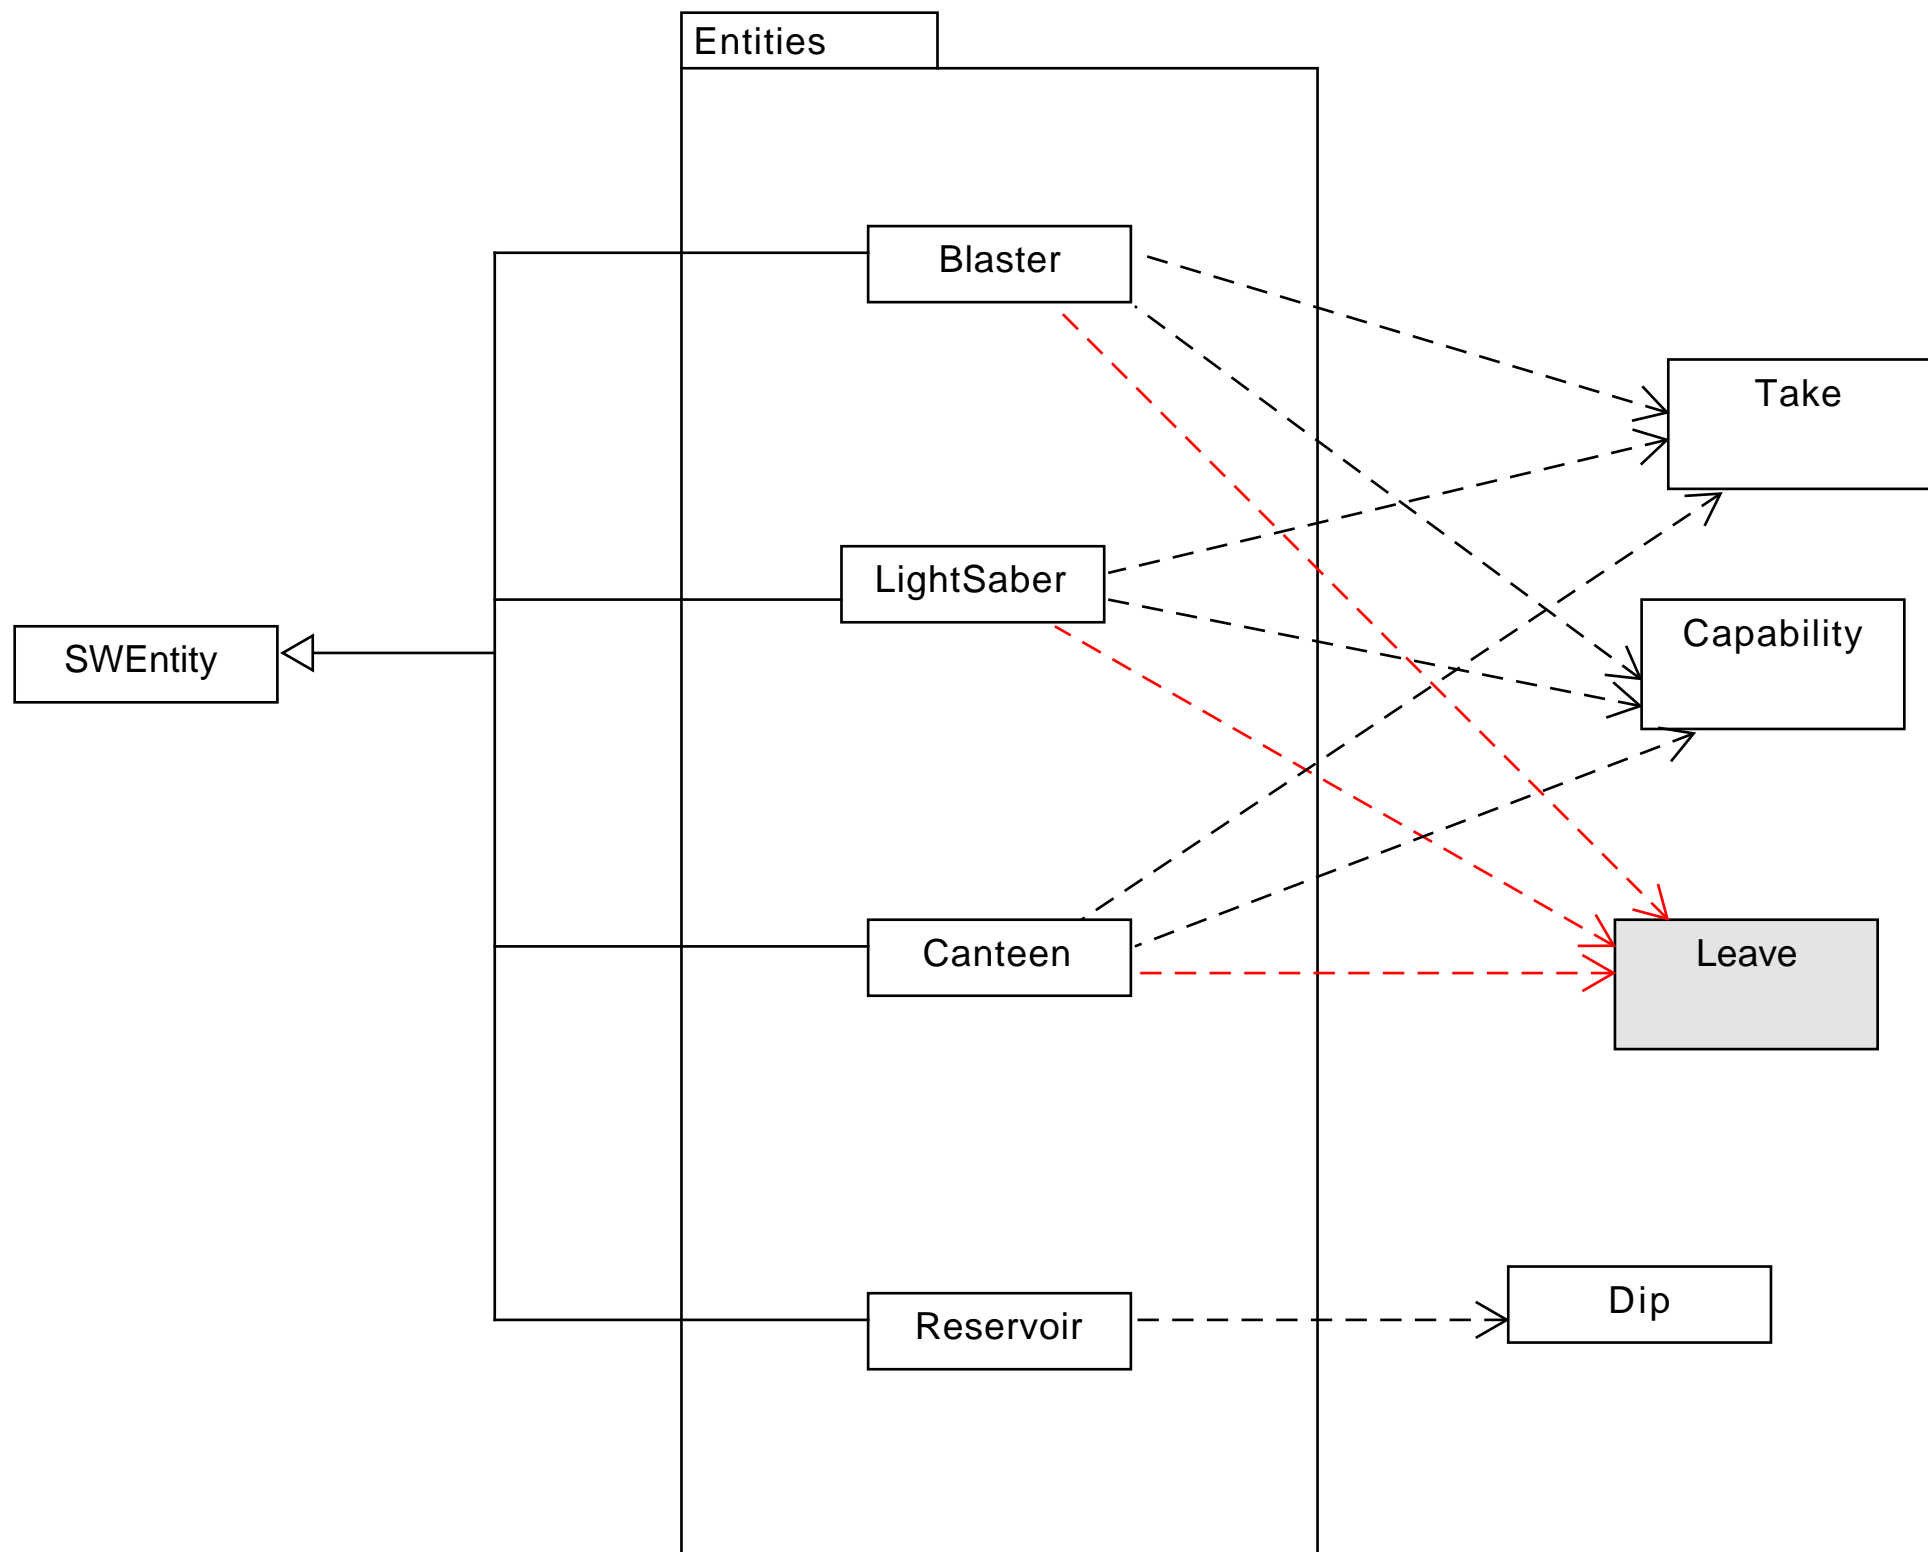 Entities
Blaster
Take
LightSaber
Capability
SWEntity
Canteen
Leave
Reservoir
Dip